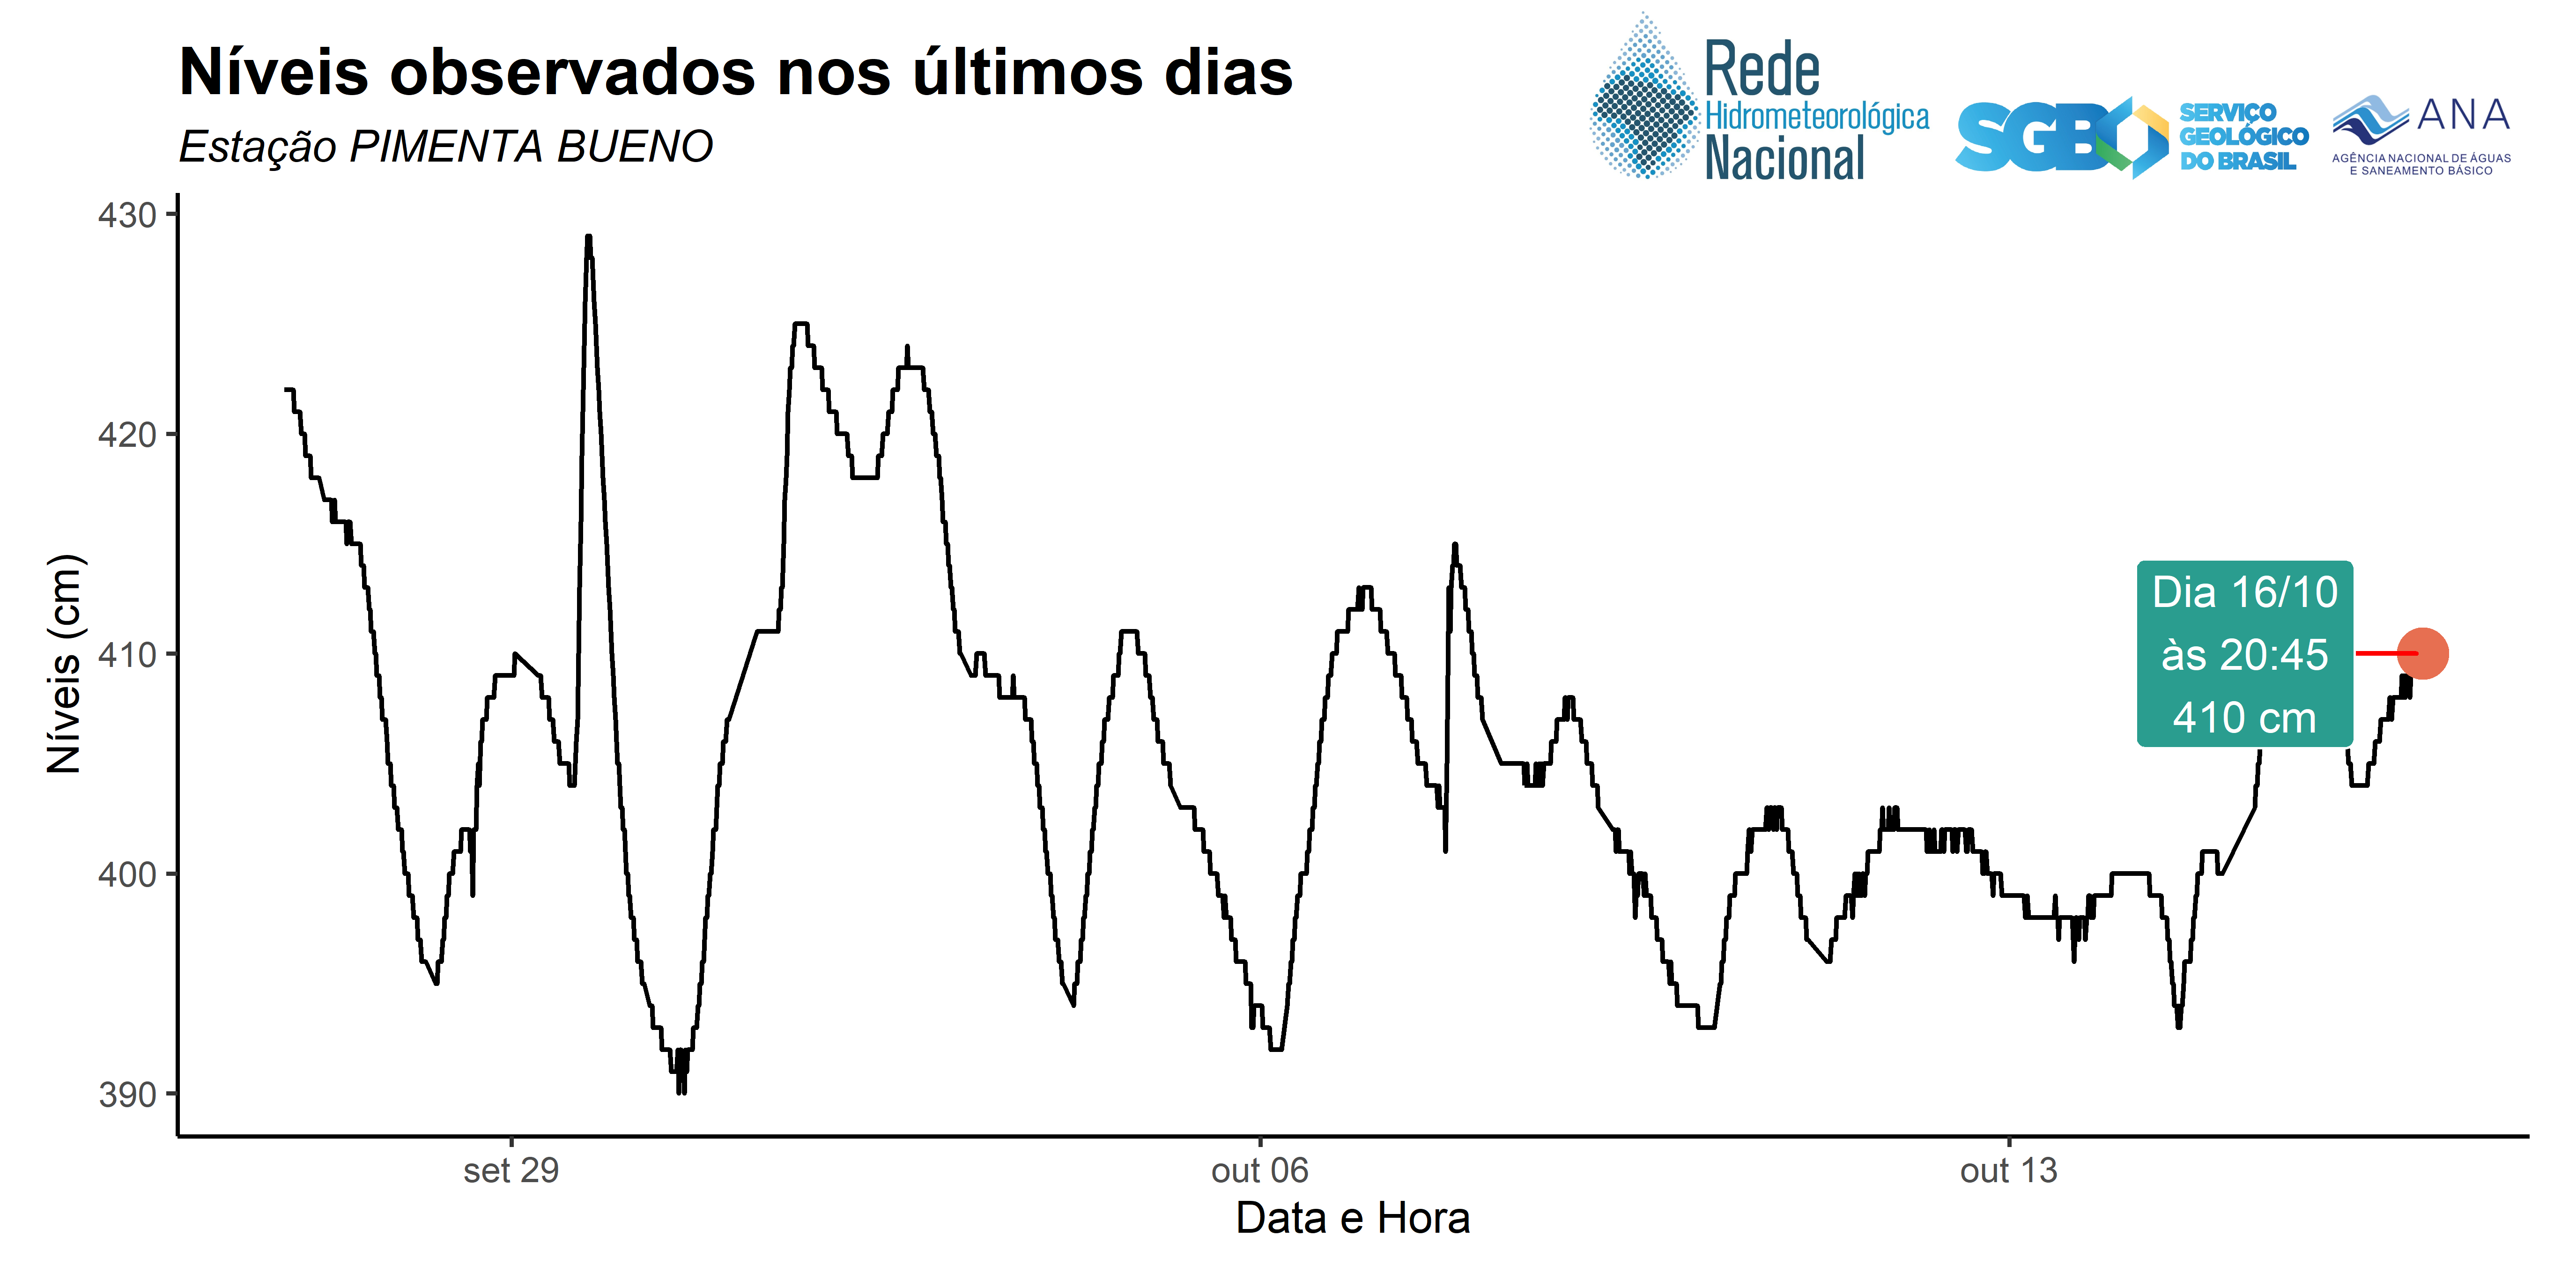 Níveis observados nos últimos dias
Estação PIMENTA BUENO
Rede
Hidrometeorológica
Nacional
SGB
SERVIÇO
GEOLÓGICO
DO BRASIL
ANA
AGÊNCIA NACIONAL DE ÁGUAS
E SANEAMENTO BÁSICO
Níveis (cm)
430
420
410
400
390
Dia 16/10
às 20:45
410 cm
set 29
out 06
out 13
Data e Hora